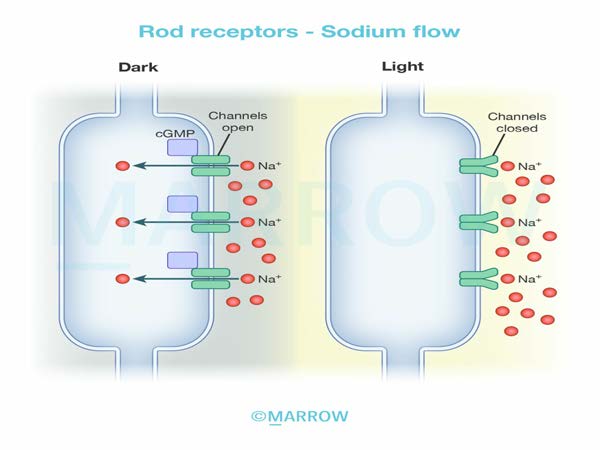 Rod receptors - Sodium flow
Dark
Light
cGMP
Channels
open
Na⁺
Na⁺
Na⁺
Channels
closed
Na⁺
Na⁺
Na⁺
MARROW
©MARROW